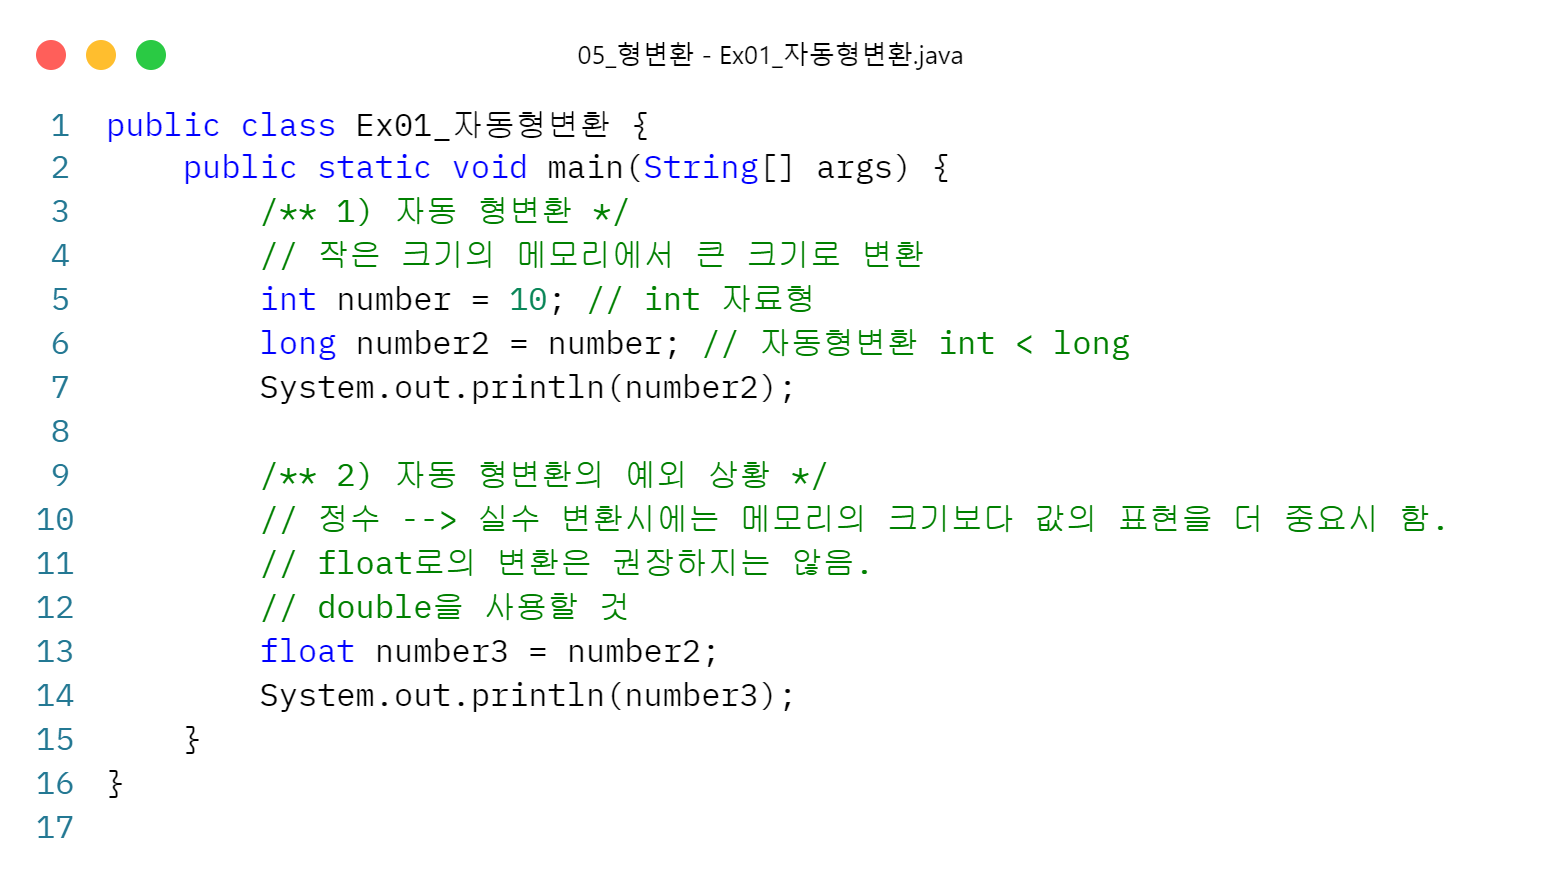 05_형변환 - Ex01_자동형변환.java
1 public class Ex01_자동형변환 {
2     public static void main(String[] args) {
3         /** 1) 자동 형변환 */
4         // 작은 크기의 메모리에서 큰 크기로 변환
5         int number = 10; // int 자료형
6         long number2 = number; // 자동형변환 int < long
7         System.out.println(number2);
8
9         /** 2) 자동 형변환의 예외 상황 */
10         // 정수 --> 실수 변환시에는 메모리의 크기보다 값의 표현을 더 중요시 함.
11         // float로의 변환은 권장하지는 않음.
12         // double을 사용할 것
13         float number3 = number2;
14         System.out.println(number3);
15     }
16 }
17